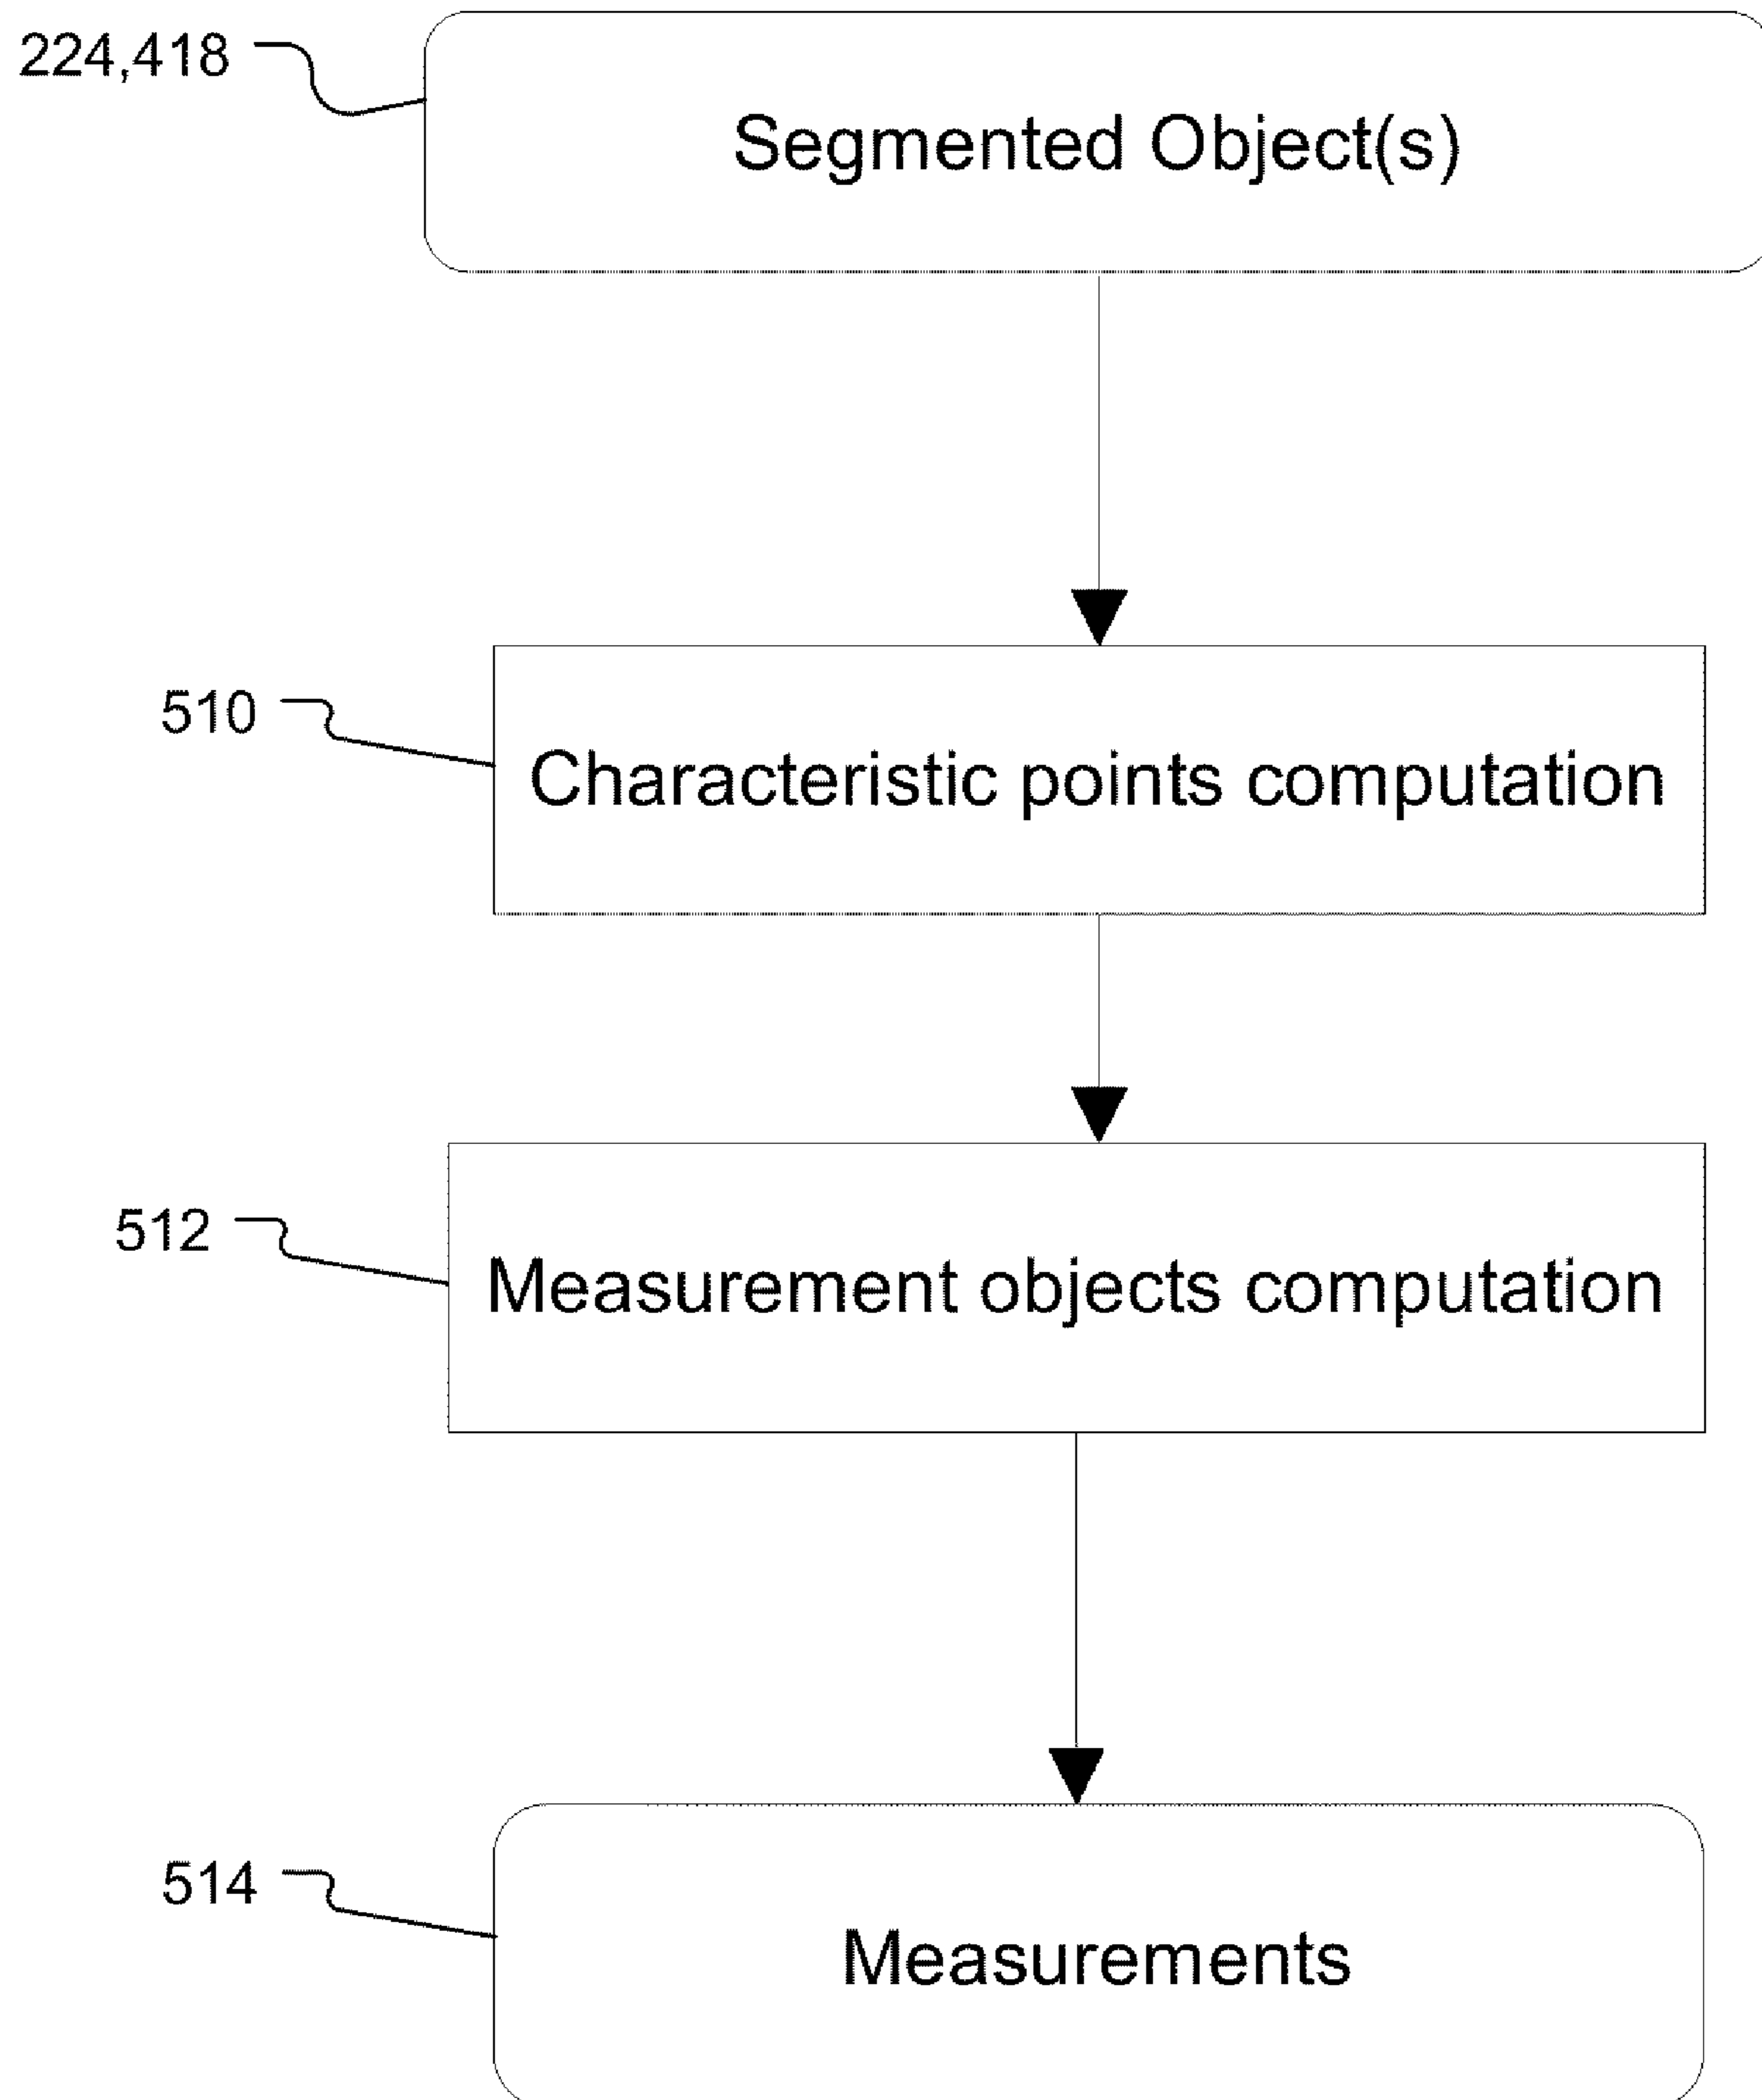 224,418
Segmented Object(s)
510
Characteristic points computation
512
Measurement objects computation
514
Measurements